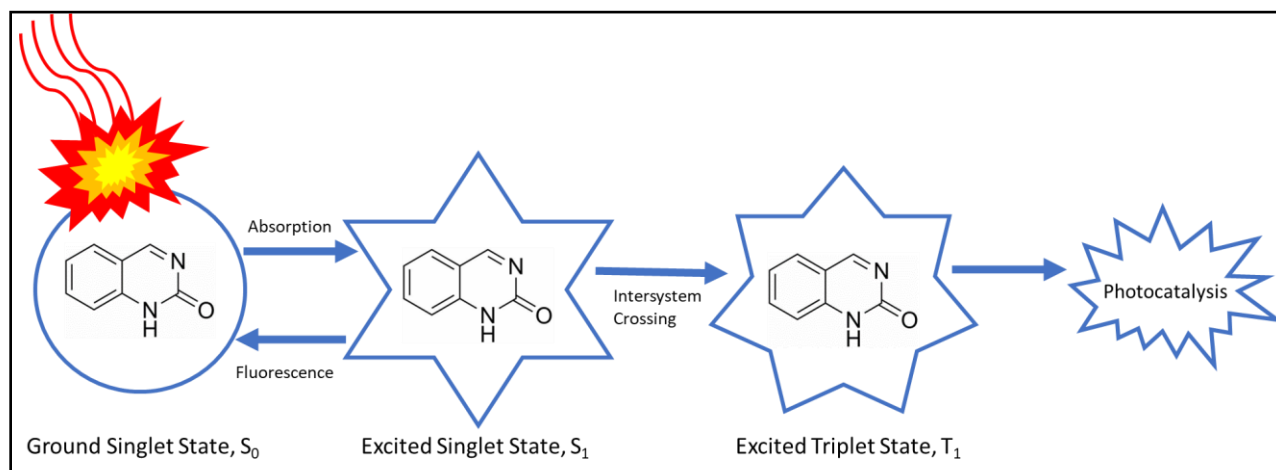 Absorption
Fluorescence
Intersystem
Crossing
Photocatalysis
N
N
H
O
N
N
H
O
N
N
H
O
Ground Singlet State, S₀
Excited Singlet State, S₁
Excited Triplet State, T₁